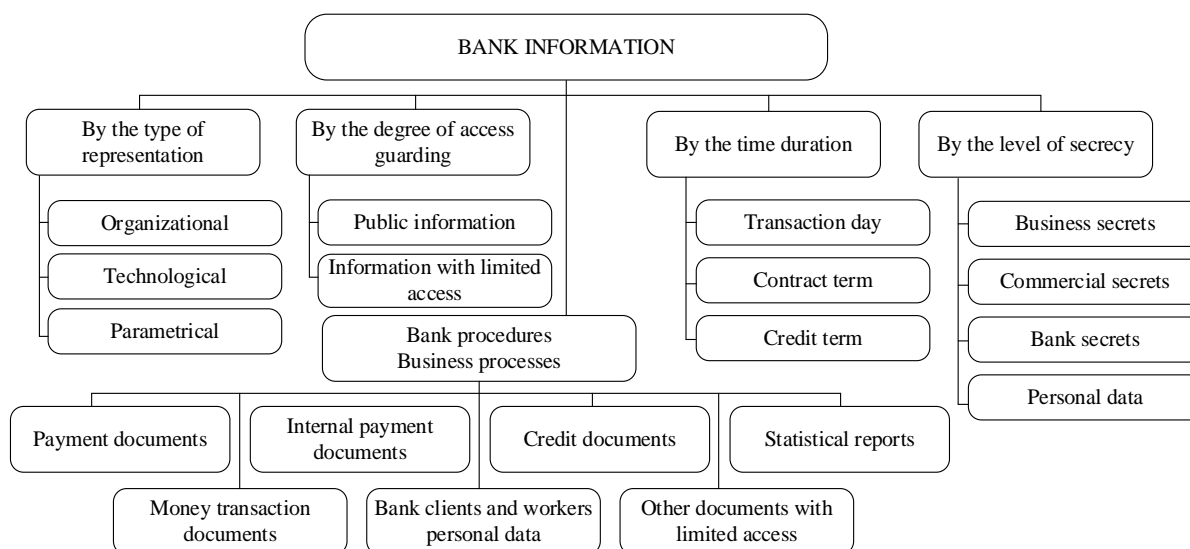 BANK INFORMATION
By the type of
representation
By the degree of access
guarding
By the time duration
By the level of secrecy
Organizational
Technological
Parametrical
Public information
Information with limited
access
Transaction day
Contract term
Credit term
Business secrets
Commercial secrets
Bank secrets
Personal data
Bank procedures
Business processes
Payment documents
Internal payment
documents
Credit documents
Statistical reports
Money transaction
documents
Bank clients and workers
personal data
Other documents with
limited access